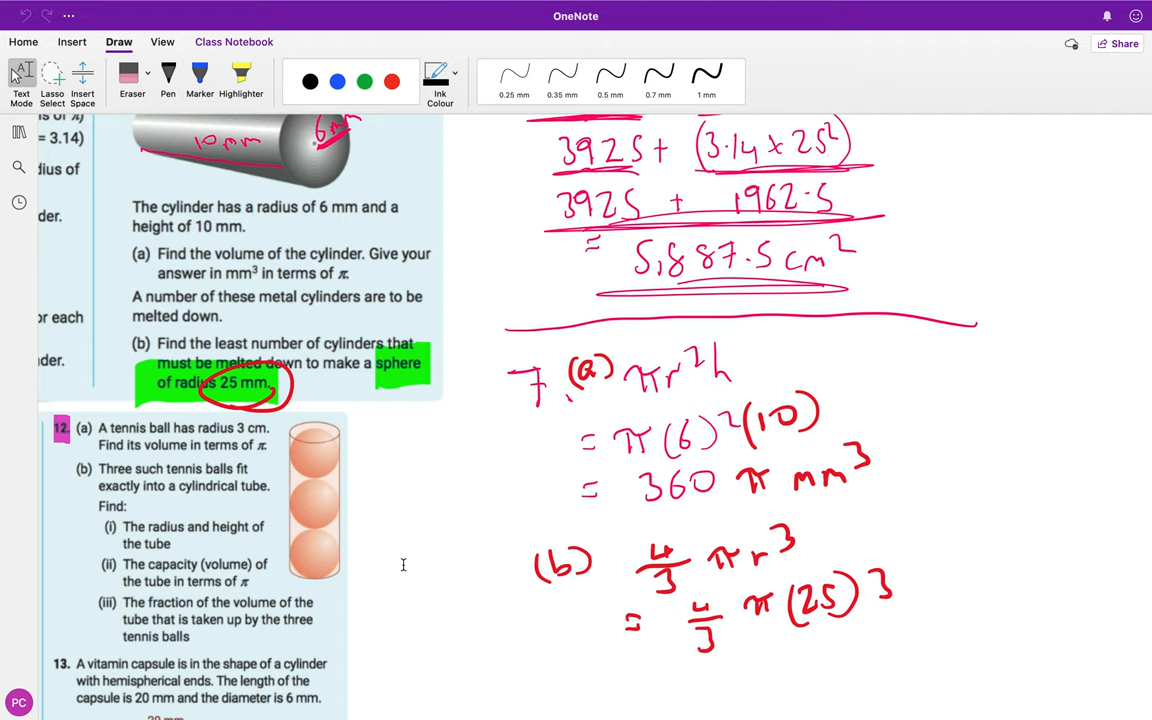 OneNote
Home Insert Draw View Class Notebook
Share
Text Mode
Lasso Select
Insert Space
Eraser
Pen
Marker
Highlighter
Ink Colour
0.25 mm 0.35 mm 0.5 mm 0.7 mm 1 mm
= 3.14)
dius of
der.
or each
der.
10 mm
6 mm
The cylinder has a radius of 6 mm and a
height of 10 mm.
(a) Find the volume of the cylinder. Give your
answer in mm³ in terms of π.
A number of these metal cylinders are to be
melted down.
(b) Find the least number of cylinders that
must be melted down to make a sphere
of radius 25 mm.
12. (a) A tennis ball has radius 3 cm.
Find its volume in terms of π.
(b) Three such tennis balls fit
exactly into a cylindrical tube.
Find:
(i) The radius and height of
the tube
(ii) The capacity (volume) of
the tube in terms of π
(iii) The fraction of the volume of the
tube that is taken up by the three
tennis balls
13. A vitamin capsule is in the shape of a cylinder
with hemispherical ends. The length of the
capsule is 20 mm and the diameter is 6 mm.
3925 + (3.14 x 25²)
3925 + 1962.5
= 5,887.5 cm²
7. (a) πr²h
= π(6)²(10)
= 360 π mm³
(b) 4/3 πr³
= 4/3 π(25)3
PC